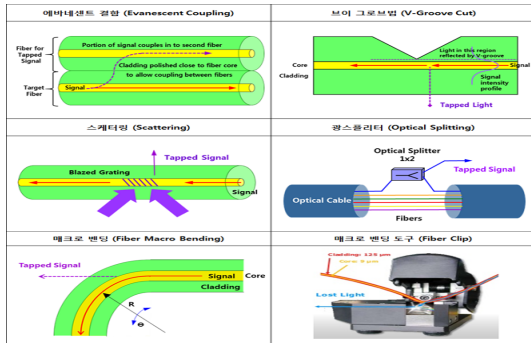 에바네센트 결합 (Evanescent Coupling)
Fiber for
Tapped
Signal
Portion of signal couples in to second fiber
Cladding polished close to fiber core
to allow coupling between fibers
Target
Fiber
Signal
브이 그로브법 (V-Groove Cut)
Light in this region
reflected by V-groove
Core
Cladding
Signal
Signal
intensity
profile
Tapped Light
스케터링 (Scattering)
Tapped Signal
Blazed Grating
Signal
광스플리터 (Optical Splitting)
Optical Splitter
1x2
Tapped Signal
Optical Cable
Fibers
매크로 벤딩 (Fiber Macro Bending)
Tapped Signal
Signal
Core
Cladding
R
Θ
매크로 벤딩 도구 (Fiber Clip)
Cladding: 125 μm
Lost Light